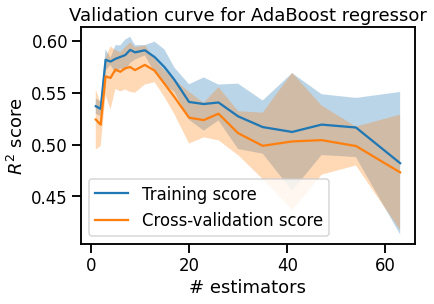 Validation curve for AdaBoost regressor
R² score
0.60
0.55
0.50
0.45
Training score
Cross-validation score
0 20 40 60
# estimators